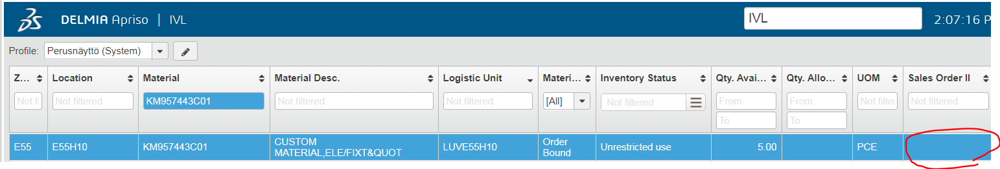 DELMIA Apriso | IVL
IVL
2:07:16 P
Profile: Perusnäyttö (System)
Z... Location Material Material Desc. Logistic Unit Materi... Inventory Status Qty. Avai... Qty. Allo... UOM Sales Order II
Not fi Not filtered KM957443C01 Not filtered Not filtered [All] Not filtered From From Not filte Not filtered
To To
E55 E55H10 KM957443C01 CUSTOM MATERIAL,ELE/FIXT&QUOT LUVE55H10 Order Bound Unrestricted use 5.00 PCE